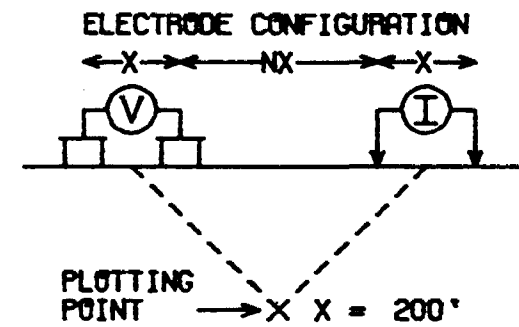 ELECTRODE CONFIGURATION
X NX X
V I
PLOTTING
POINT X X = 200'